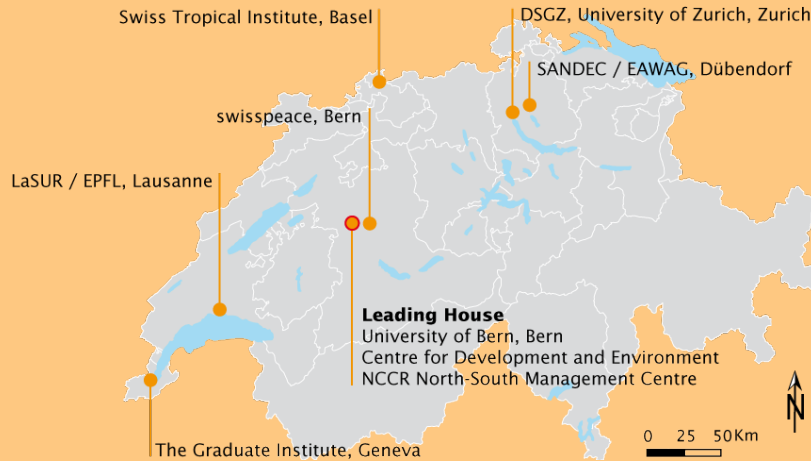 Swiss Tropical Institute, Basel
DSGZ, University of Zurich, Zurich
SANDEC / EAWAG, Dübendorf
swisspeace, Bern
LaSUR / EPFL, Lausanne
Leading House
University of Bern, Bern
Centre for Development and Environment
NCCR North-South Management Centre
The Graduate Institute, Geneva
0 25 50 Km
N